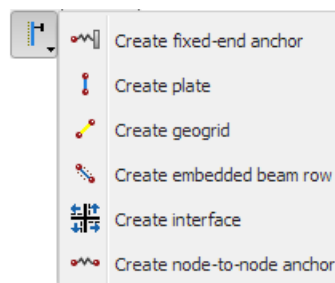 Create fixed-end anchor
Create plate
Create geogrid
Create embedded beam row
Create interface
Create node-to-node anchor